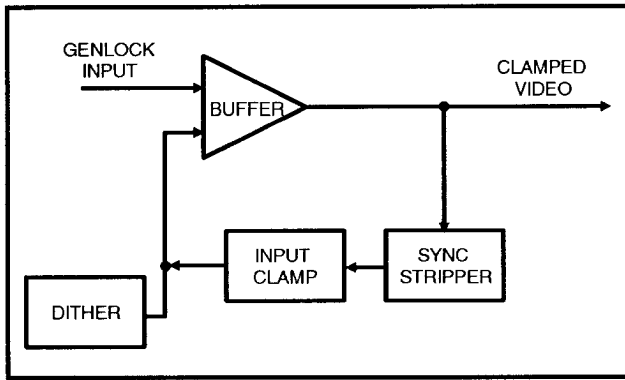 GENLOCK
INPUT
CLAMPED
VIDEO
BUFFER
INPUT
CLAMP
SYNC
STRIPPER
DITHER